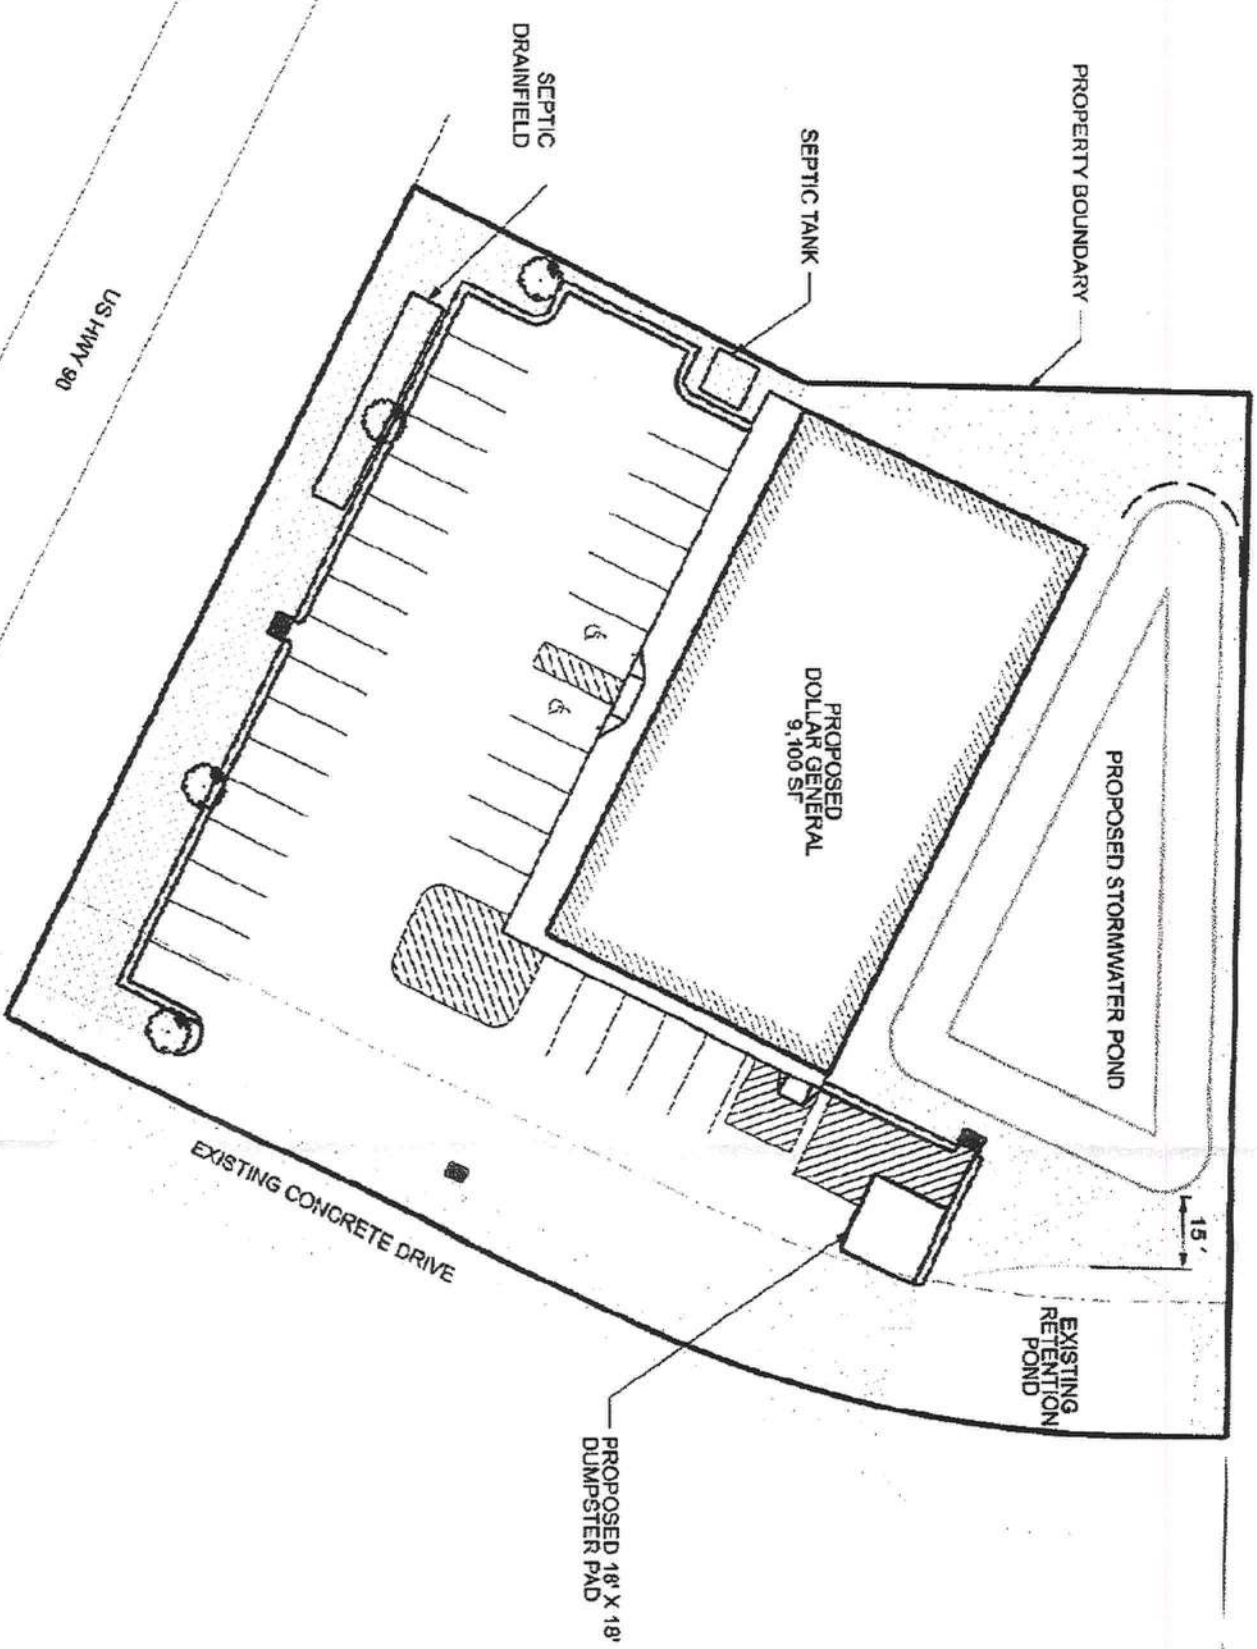 PROPERTY BOUNDARY
SEPTIC TANK
SEPTIC
DRAINFIELD
US HWY 90
PROPOSED STORMWATER POND
PROPOSED
DOLLAR GENERAL
9,100 SF
15'
EXISTING
RETENTION
POND
EXISTING CONCRETE DRIVE
PROPOSED 18' X 18'
DUMPSTER PAD